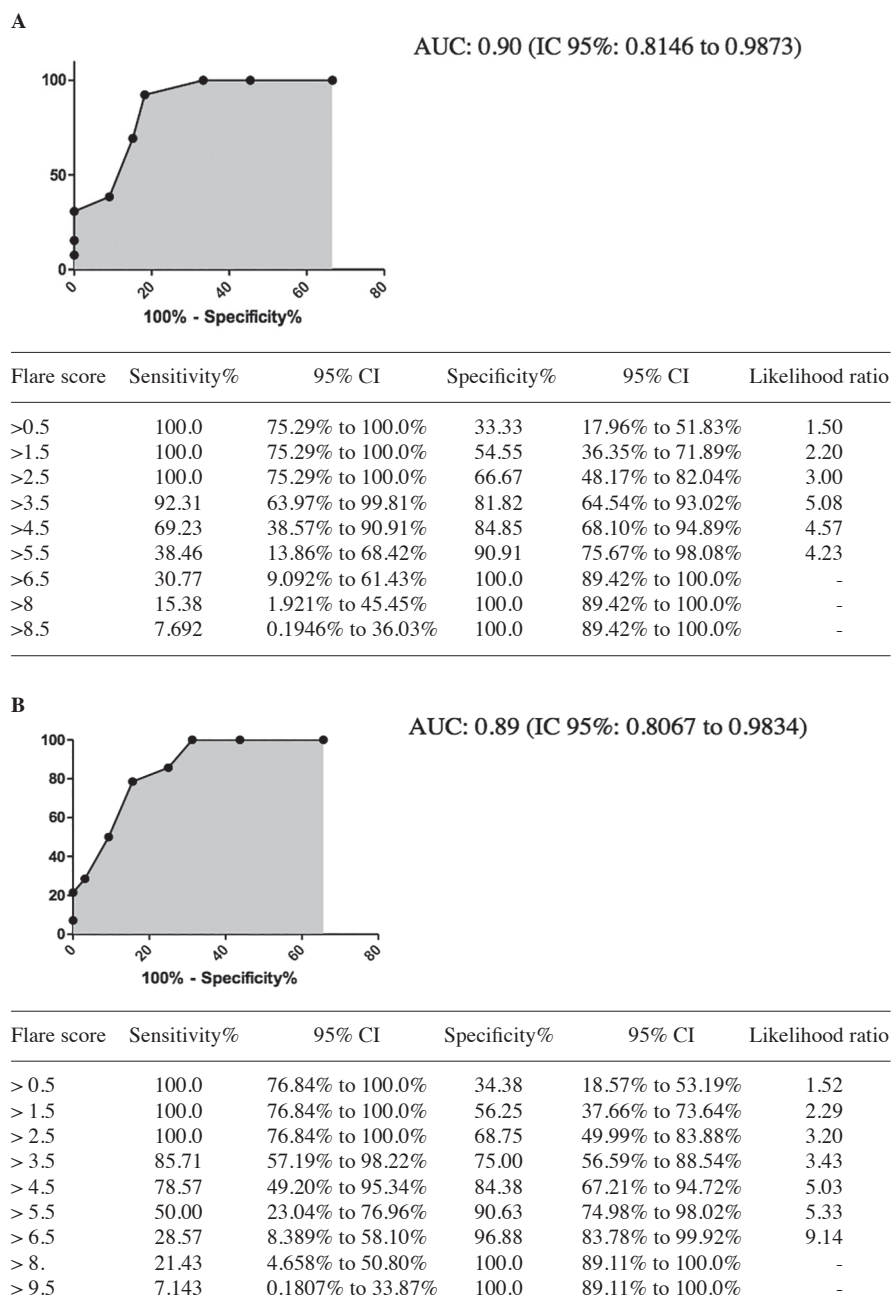 A
AUC: 0.90 (IC 95%: 0.8146 to 0.9873)
100
50
0
0 20 40 60 80
100% - Specificity%
Flare score Sensitivity% 95% CI Specificity% 95% CI Likelihood ratio
>0.5 100.0 75.29% to 100.0% 33.33 17.96% to 51.83% 1.50
>1.5 100.0 75.29% to 100.0% 54.55 36.35% to 71.89% 2.20
>2.5 100.0 75.29% to 100.0% 66.67 48.17% to 82.04% 3.00
>3.5 92.31 63.97% to 99.81% 81.82 64.54% to 93.02% 5.08
>4.5 69.23 38.57% to 90.91% 84.85 68.10% to 94.89% 4.57
>5.5 38.46 13.86% to 68.42% 90.91 75.67% to 98.08% 4.23
>6.5 30.77 9.092% to 61.43% 100.0 89.42% to 100.0% -
>8 15.38 1.921% to 45.45% 100.0 89.42% to 100.0% -
>8.5 7.692 0.1946% to 36.03% 100.0 89.42% to 100.0% -
B
AUC: 0.89 (IC 95%: 0.8067 to 0.9834)
100
80
60
40
20
0
0 20 40 60 80
100% - Specificity%
Flare score Sensitivity% 95% CI Specificity% 95% CI Likelihood ratio
> 0.5 100.0 76.84% to 100.0% 34.38 18.57% to 53.19% 1.52
> 1.5 100.0 76.84% to 100.0% 56.25 37.66% to 73.64% 2.29
> 2.5 100.0 76.84% to 100.0% 68.75 49.99% to 83.88% 3.20
> 3.5 85.71 57.19% to 98.22% 75.00 56.59% to 88.54% 3.43
> 4.5 78.57 49.20% to 95.34% 84.38 67.21% to 94.72% 5.03
> 5.5 50.00 23.04% to 76.96% 90.63 74.98% to 98.02% 5.33
> 6.5 28.57 8.389% to 58.10% 96.88 83.78% to 99.92% 9.14
> 8. 21.43 4.658% to 50.80% 100.0 89.11% to 100.0% -
> 9.5 7.143 0.1807% to 33.87% 100.0 89.11% to 100.0% -